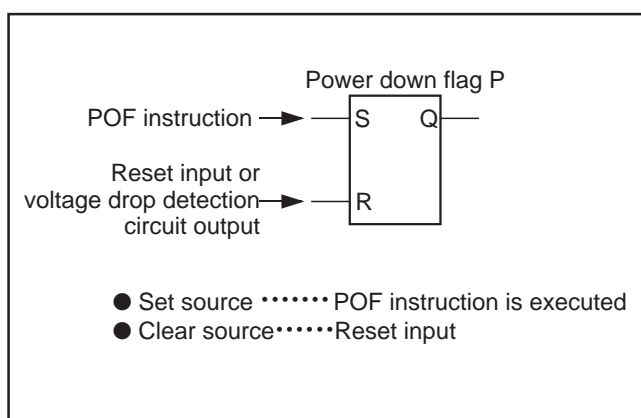 Power down flag P
POF instruction
S Q
Reset input or
voltage drop detection
circuit output
R
● Set source ······· POF instruction is executed
● Clear source ······ Reset input